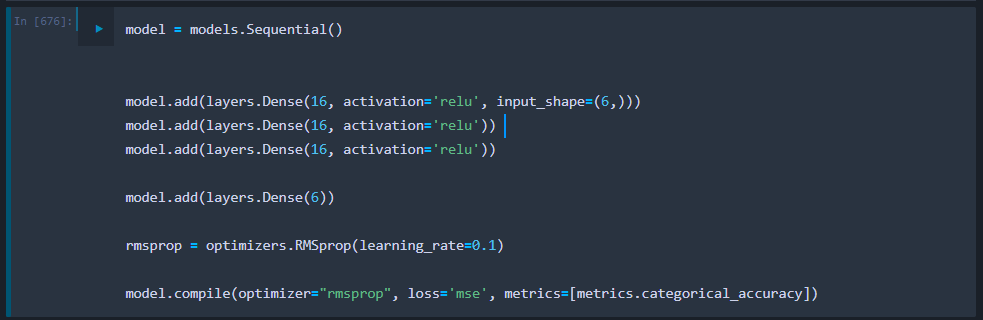 In [676]:
model = models.Sequential()
model.add(layers.Dense(16, activation='relu', input_shape=(6,)))
model.add(layers.Dense(16, activation='relu'))
model.add(layers.Dense(16, activation='relu'))
model.add(layers.Dense(6))
rmsprop = optimizers.RMSprop(learning_rate=0.1)
model.compile(optimizer="rmsprop", loss='mse', metrics=[metrics.categorical_accuracy])